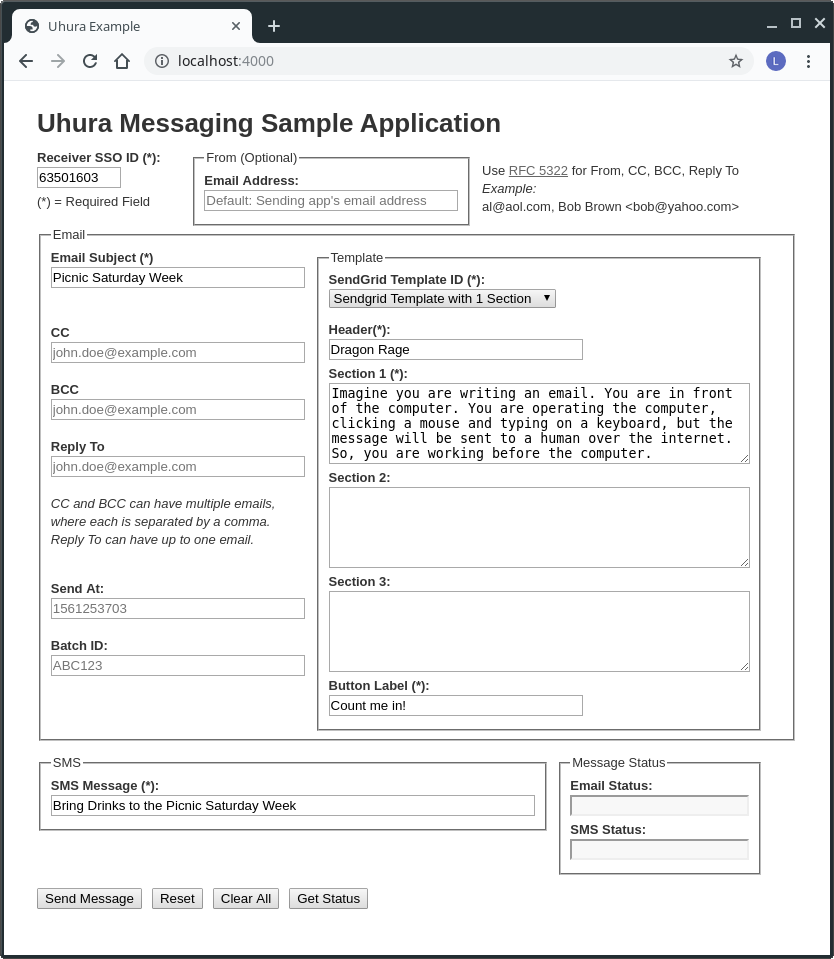 Uhura Example
localhost:4000
L
Uhura Messaging Sample Application
Receiver SSO ID (*):
63501603
(*) = Required Field
From (Optional)
Email Address:
Default: Sending app's email address
Use RFC 5322 for From, CC, BCC, Reply To
Example:
al@aol.com, Bob Brown <bob@yahoo.com>
Email
Email Subject (*)
Picnic Saturday Week
CC
john.doe@example.com
BCC
john.doe@example.com
Reply To
john.doe@example.com
CC and BCC can have multiple emails,
where each is separated by a comma.
Reply To can have up to one email.
Send At:
1561253703
Batch ID:
ABC123
Template
SendGrid Template ID (*):
Sendgrid Template with 1 Section
Header(*):
Dragon Rage
Section 1 (*):
Imagine you are writing an email. You are in front
of the computer. You are operating the computer,
clicking a mouse and typing on a keyboard, but the
message will be sent to a human over the internet.
So, you are working before the computer.
Section 2:
Section 3:
Button Label (*):
Count me in!
SMS
SMS Message (*):
Bring Drinks to the Picnic Saturday Week
Message Status
Email Status:
SMS Status:
Send Message
Reset
Clear All
Get Status